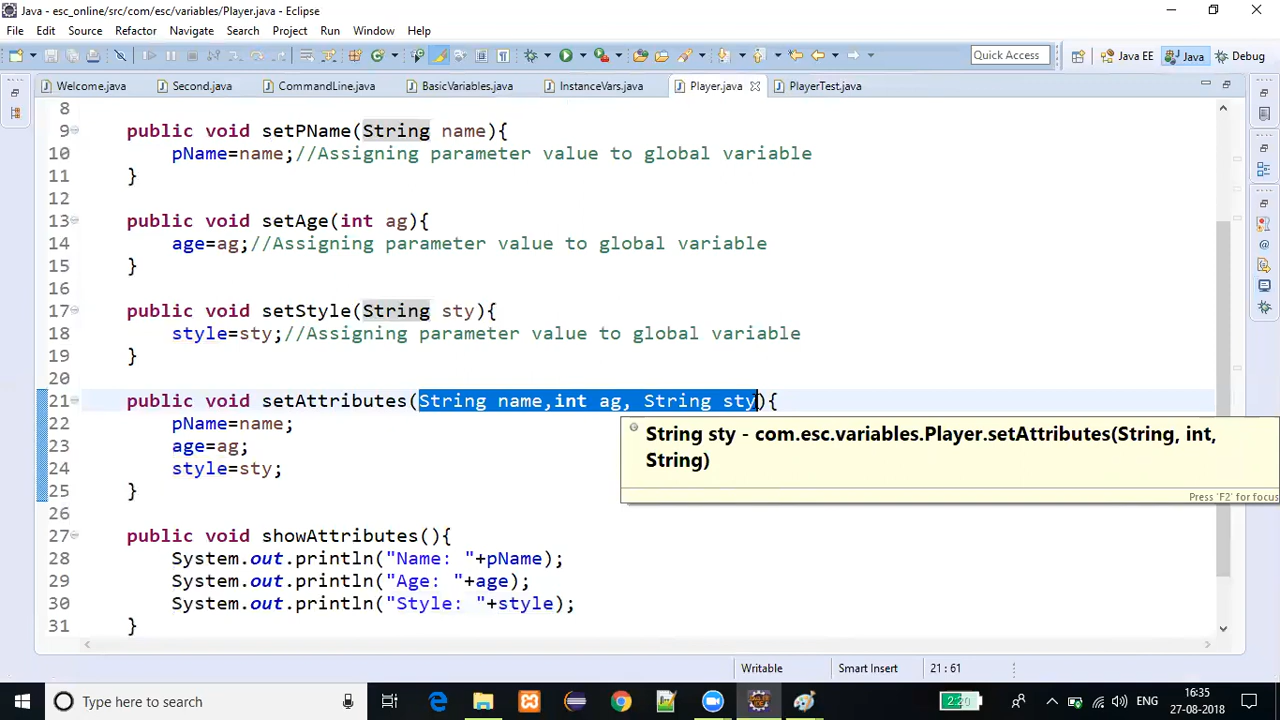 Java - esc_online/src/com/esc/variables/Player.java - Eclipse
File Edit Source Refactor Navigate Search Project Run Window Help
Quick Access Java EE Java Debug
Welcome.java Second.java CommandLine.java BasicVariables.java InstanceVars.java Player.java PlayerTest.java
8
9 public void setPName(String name){
10 pName=name;//Assigning parameter value to global variable
11 }
12
13 public void setAge(int ag){
14 age=ag;//Assigning parameter value to global variable
15 }
16
17 public void setStyle(String sty){
18 style=sty;//Assigning parameter value to global variable
19 }
20
21 public void setAttributes(String name,int ag, String sty){
22 pName=name;
23 age=ag;
24 style=sty;
25 }
26
27 public void showAttributes(){
28 System.out.println("Name: "+pName);
29 System.out.println("Age: "+age);
30 System.out.println("Style: "+style);
31 }
String sty - com.esc.variables.Player.setAttributes(String, int,
String)
Press 'F2' for focus
Writable Smart Insert 21 : 61
Type here to search
2:20 ENG 16:35
27-08-2018